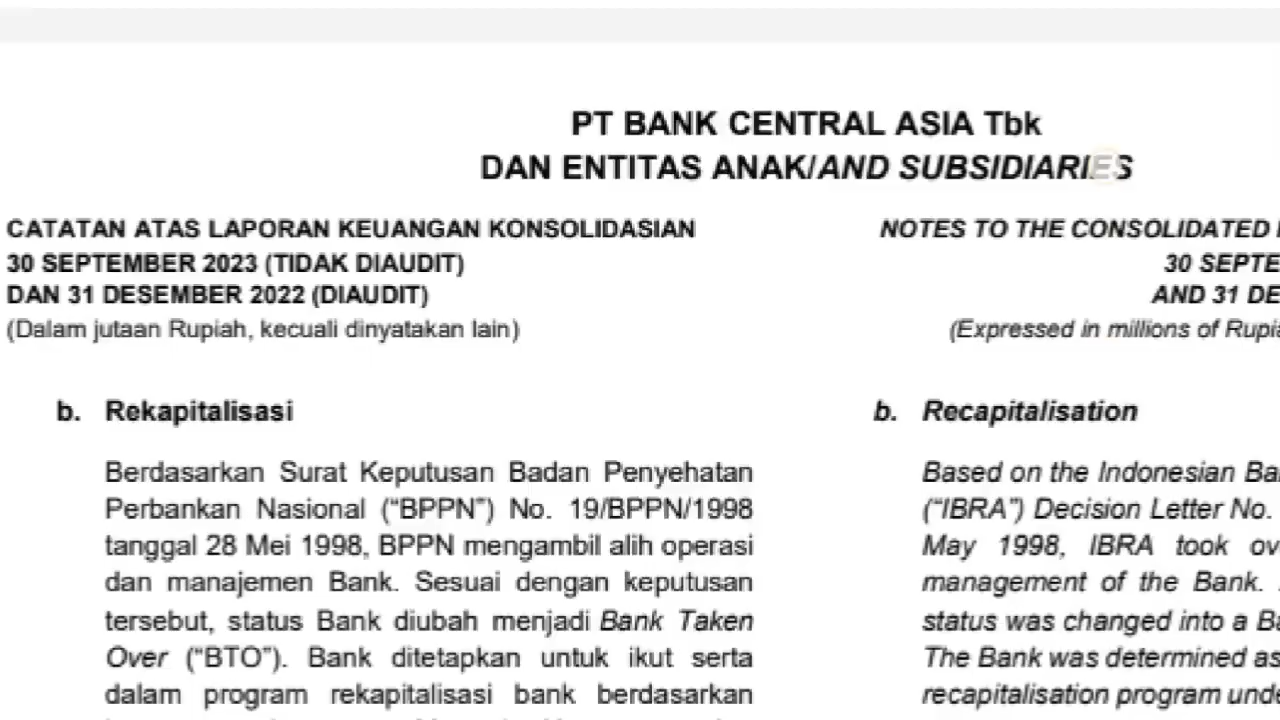 PT BANK CENTRAL ASIA Tbk
DAN ENTITAS ANAK/AND SUBSIDIARIES
CATATAN ATAS LAPORAN KEUANGAN KONSOLIDASIAN
30 SEPTEMBER 2023 (TIDAK DIAUDIT)
DAN 31 DESEMBER 2022 (DIAUDIT)
(Dalam jutaan Rupiah, kecuali dinyatakan lain)
NOTES TO THE CONSOLIDATED
30 SEPTE
AND 31 DE
(Expressed in millions of Rupia
b. Rekapitalisasi
Berdasarkan Surat Keputusan Badan Penyehatan
Perbankan Nasional (“BPPN”) No. 19/BPPN/1998
tanggal 28 Mei 1998, BPPN mengambil alih operasi
dan manajemen Bank. Sesuai dengan keputusan
tersebut, status Bank diubah menjadi Bank Taken
Over (“BTO”). Bank ditetapkan untuk ikut serta
dalam program rekapitalisasi bank berdasarkan
b. Recapitalisation
Based on the Indonesian Ba
(“IBRA”) Decision Letter No.
May 1998, IBRA took ov
management of the Bank.
status was changed into a Ba
The Bank was determined as
recapitalisation program unde